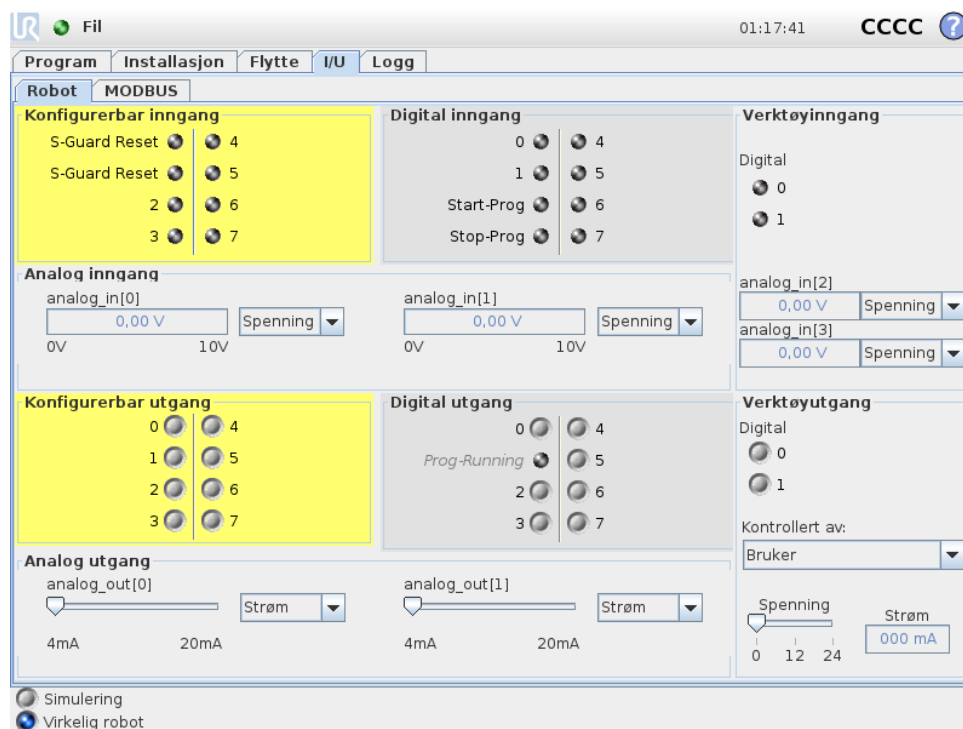 UR Fil 01:17:41 CCCC ?
Program Installasjon Flytte I/U Logg
Robot MODBUS
Konfigurerbar inngang
S-Guard Reset 4
S-Guard Reset 5
2 6
3 7
Digital inngang
0 4
1 5
Start-Prog 6
Stop-Prog 7
Verktøyinngang
Digital
0
1
analog_in[2]
0,00 V Spenning
analog_in[3]
0,00 V Spenning
Analog inngang
analog_in[0]
0,00 V Spenning
0V 10V
analog_in[1]
0,00 V Spenning
0V 10V
Konfigurerbar utgang
0 4
1 5
2 6
3 7
Digital utgang
0 4
Prog-Running 5
2 6
3 7
Verktøyutgang
Digital
0
1
Kontrollert av:
Bruker
Spenning
0 12 24
Strøm
000 mA
Analog utgang
analog_out[0]
Strøm
4mA 20mA
analog_out[1]
Strøm
4mA 20mA
Simulering
Virkelig robot